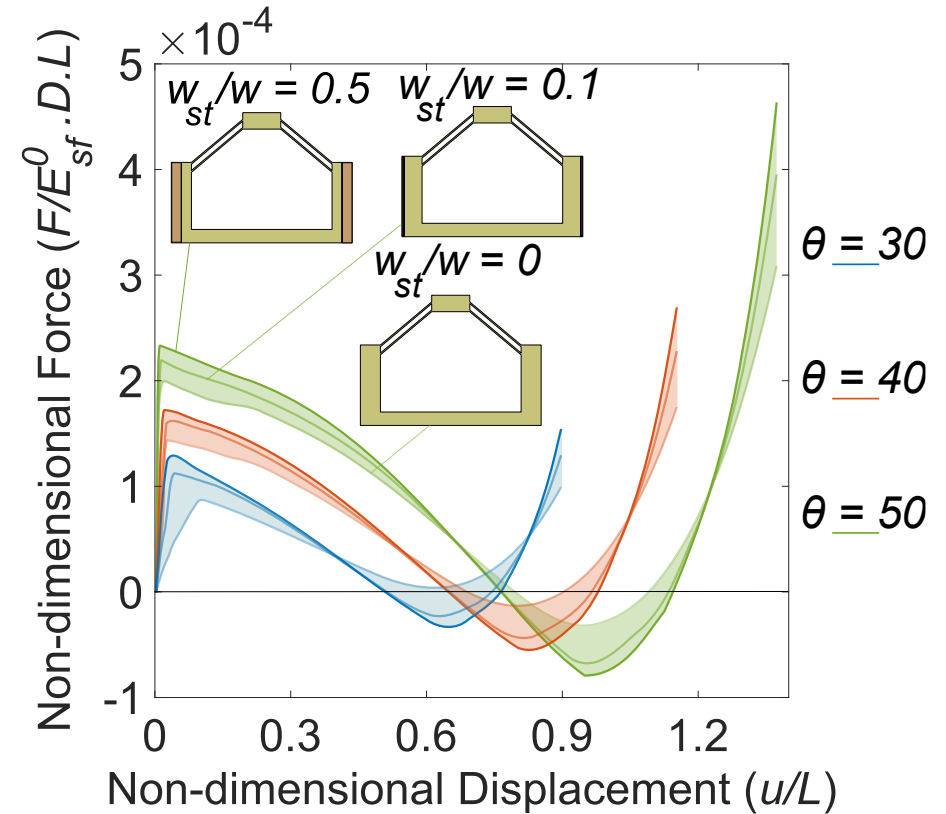 ×10⁻⁴
5
w_st/w = 0.5
w_st/w = 0.1
4
θ = 30
w_st/w = 0
3
θ = 40
2
1
θ = 50
0
-1
0 0.3 0.6 0.9 1.2
Non-dimensional Displacement (u/L)
Non-dimensional Force (F/E⁰_sf.D.L)